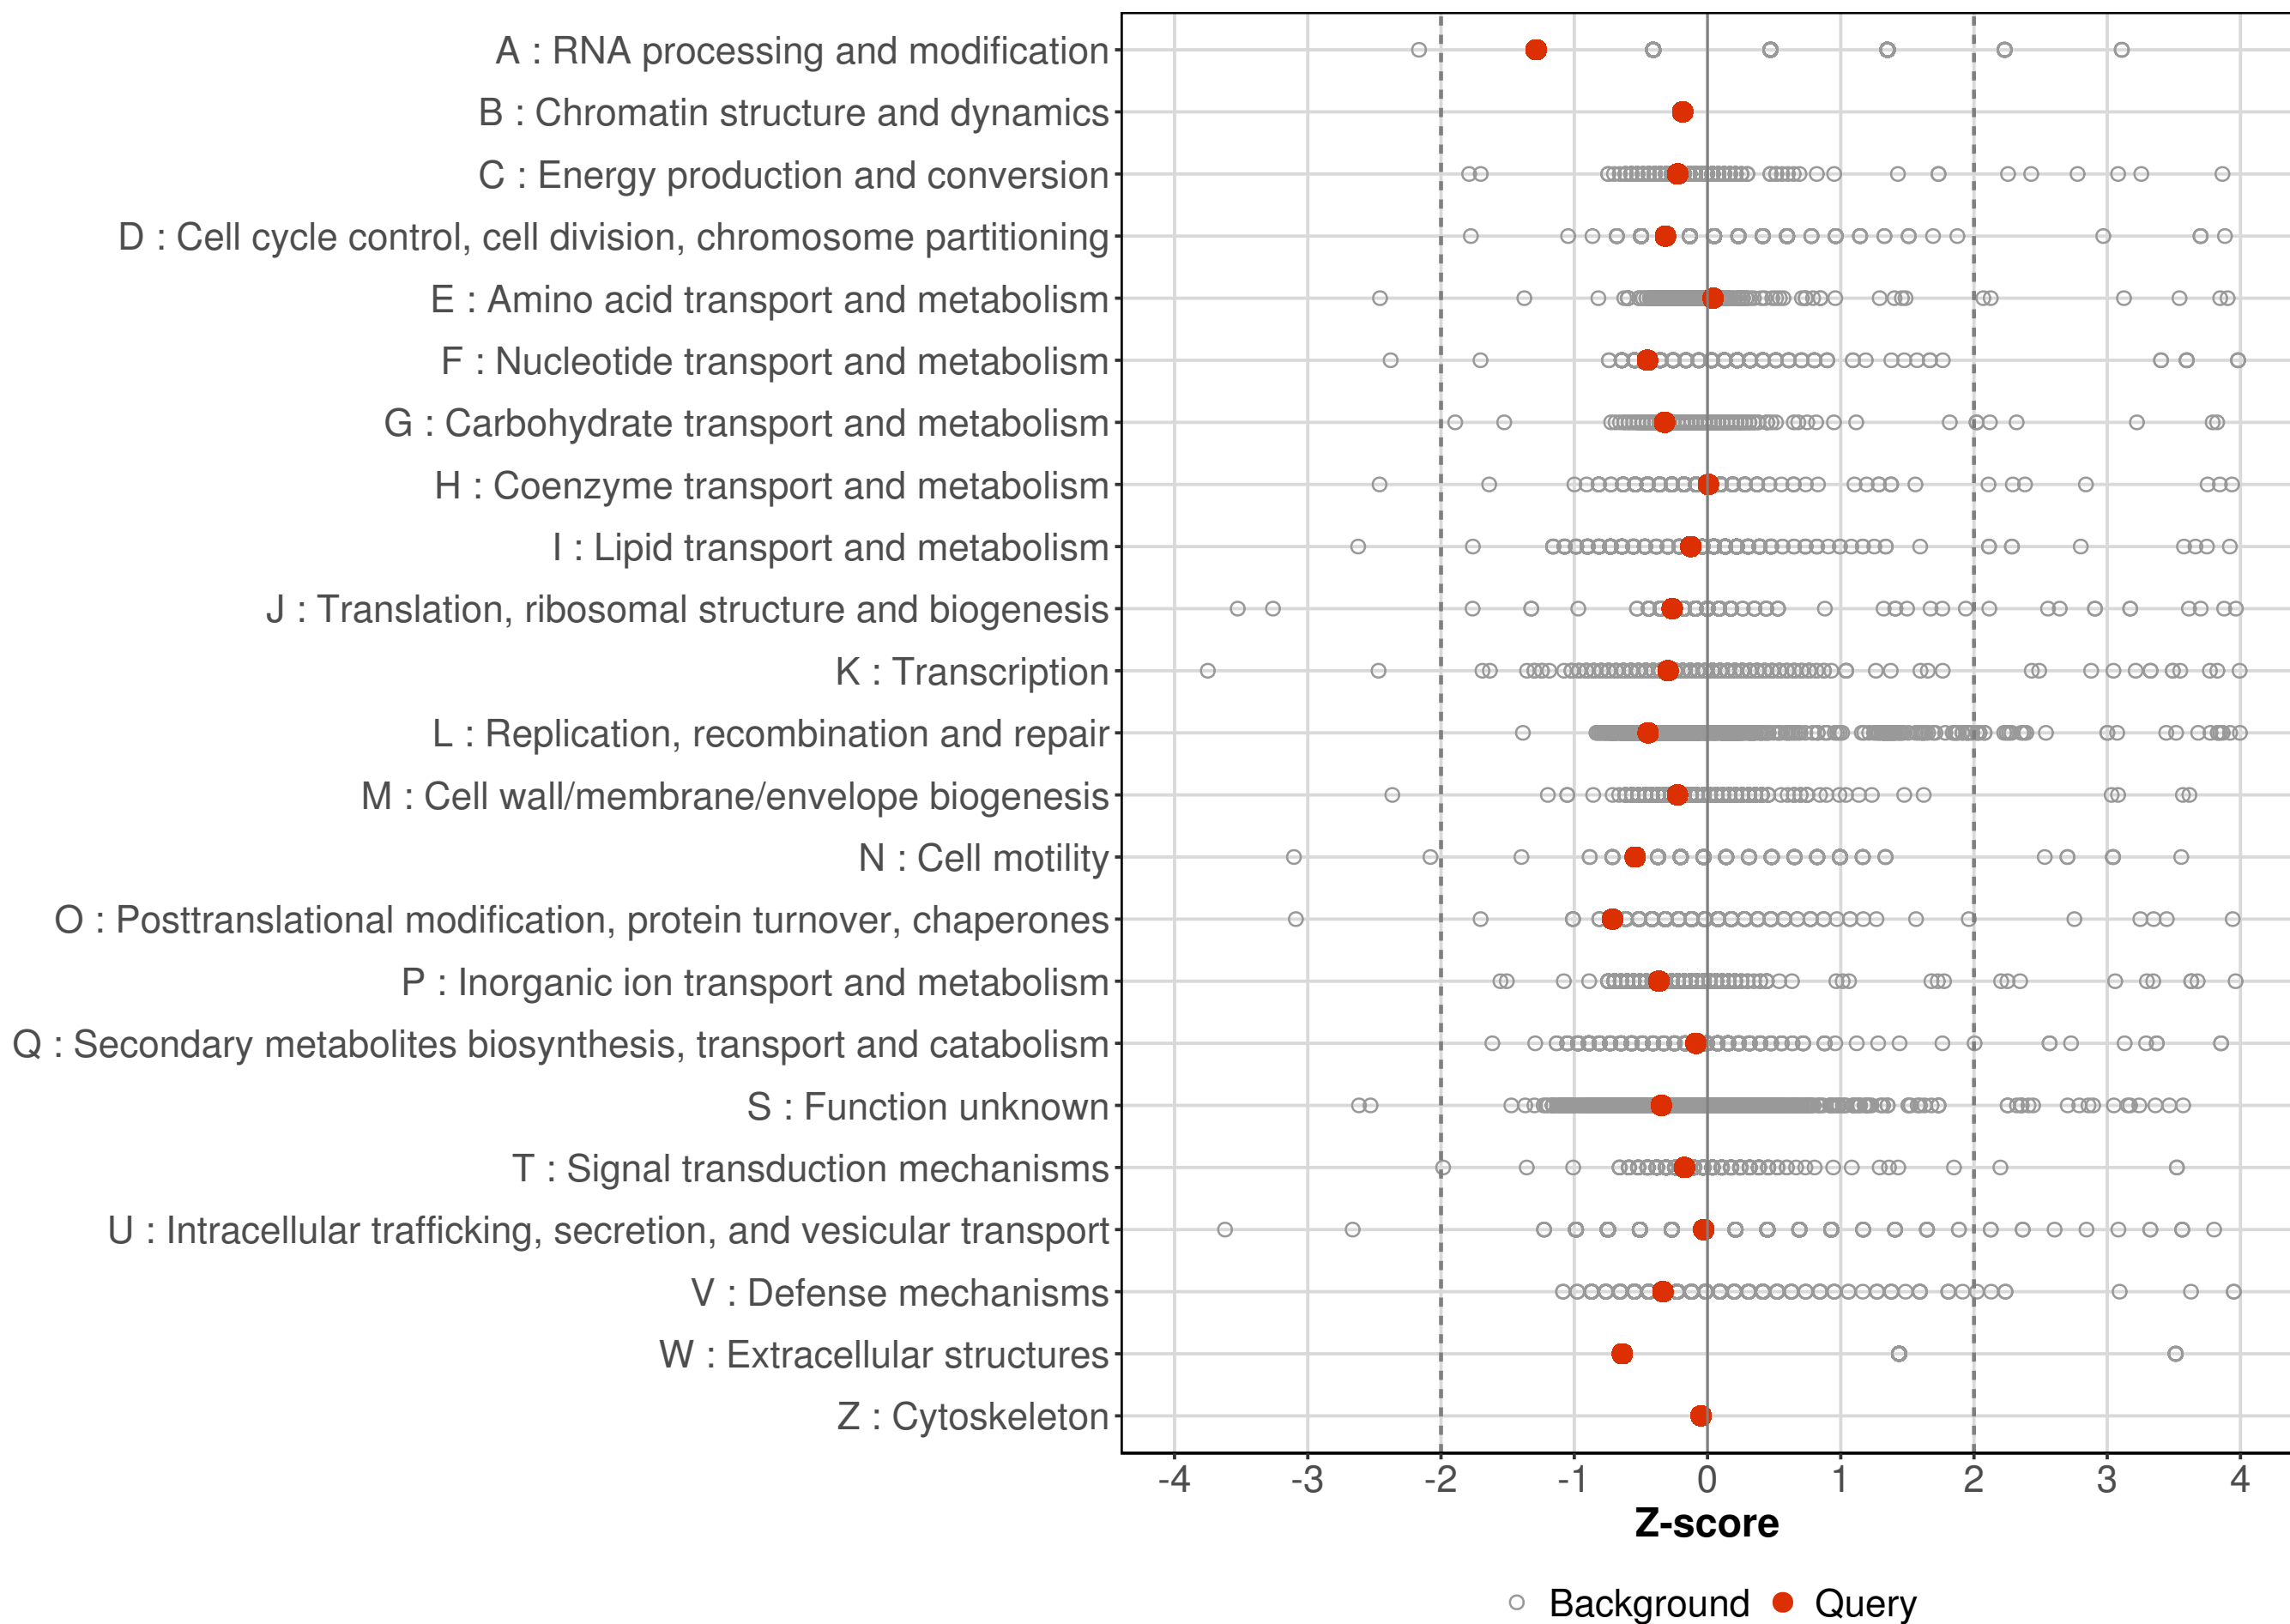 A : RNA processing and modification
B : Chromatin structure and dynamics
C : Energy production and conversion
D : Cell cycle control, cell division, chromosome partitioning
E : Amino acid transport and metabolism
F : Nucleotide transport and metabolism
G : Carbohydrate transport and metabolism
H : Coenzyme transport and metabolism
I : Lipid transport and metabolism
J : Translation, ribosomal structure and biogenesis
K : Transcription
L : Replication, recombination and repair
M : Cell wall/membrane/envelope biogenesis
N : Cell motility
O : Posttranslational modification, protein turnover, chaperones
P : Inorganic ion transport and metabolism
Q : Secondary metabolites biosynthesis, transport and catabolism
S : Function unknown
T : Signal transduction mechanisms
U : Intracellular trafficking, secretion, and vesicular transport
V : Defense mechanisms
W : Extracellular structures
Z : Cytoskeleton
-4 -3 -2 -1 0 1 2 3 4
Z-score
Background Query